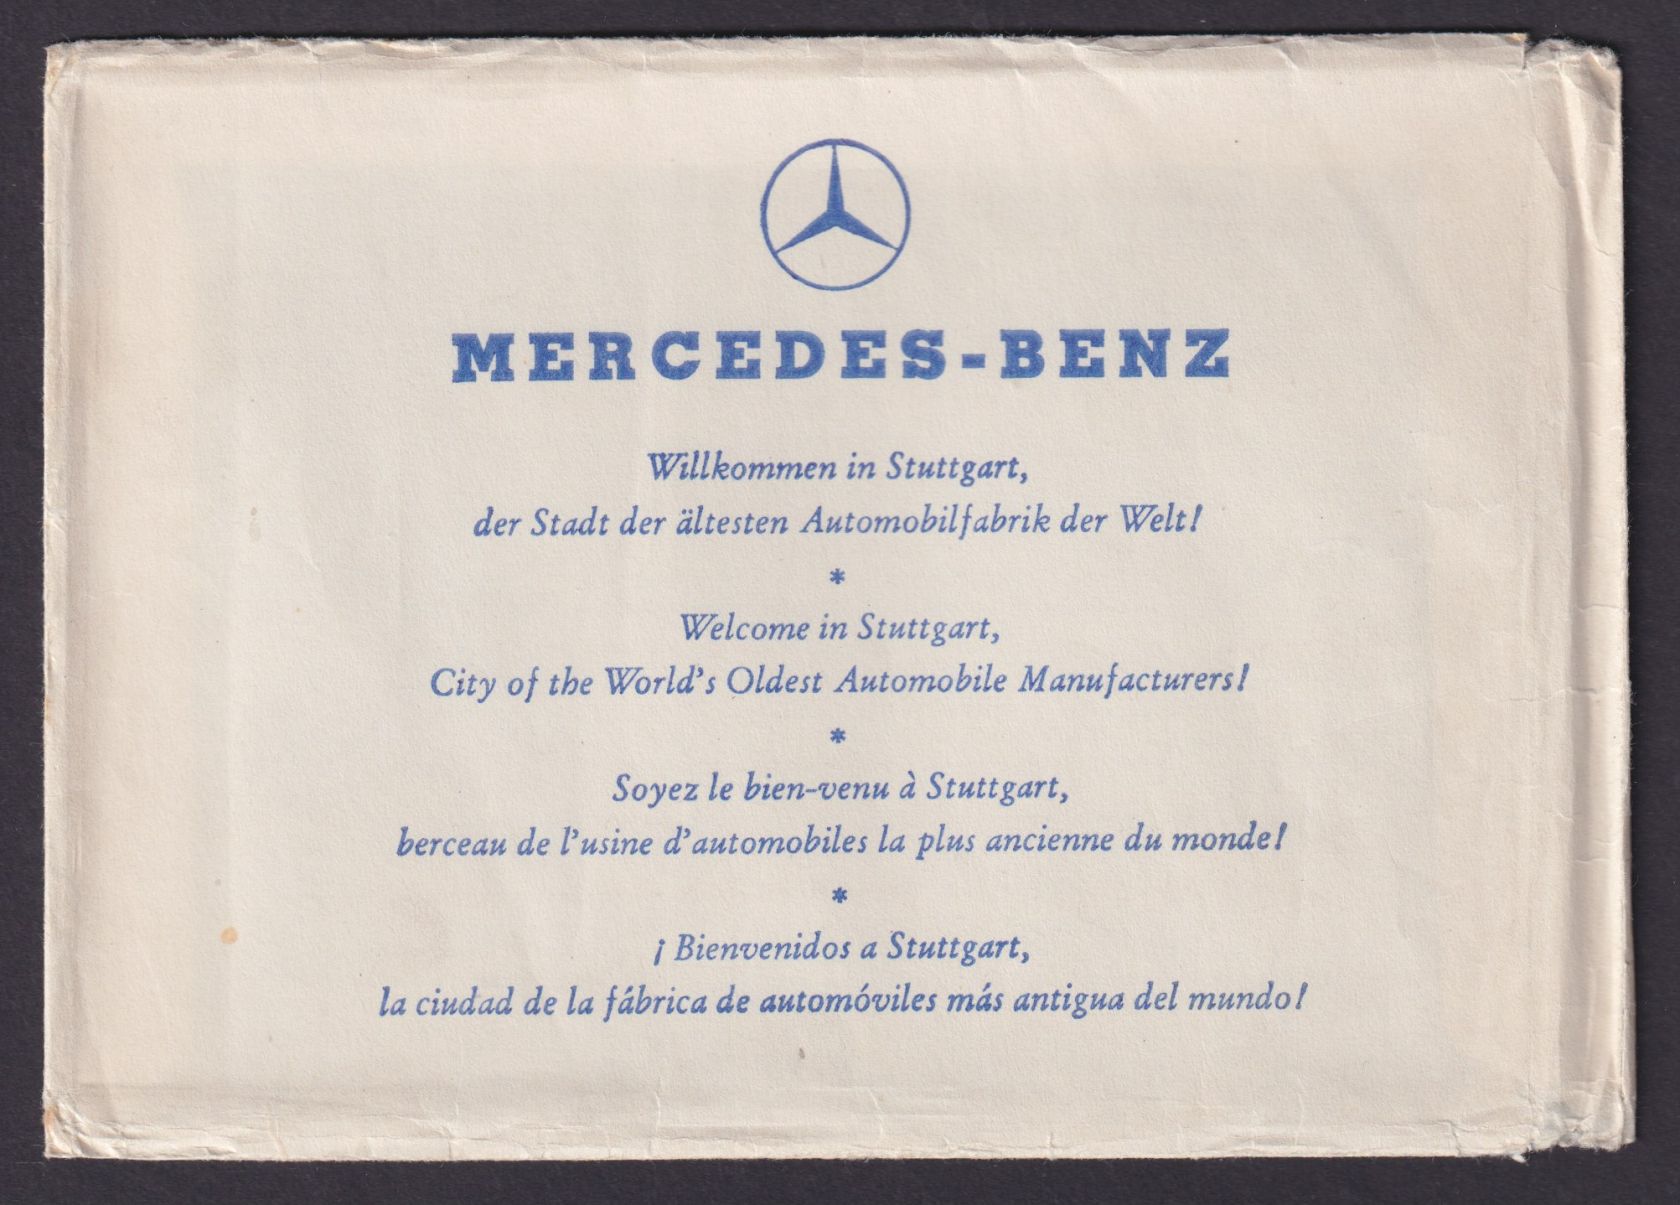 MERCEDES-BENZ
Willkommen in Stuttgart,
der Stadt der ältesten Automobilfabrik der Welt!
*
Welcome in Stuttgart,
City of the World's Oldest Automobile Manufacturers!
*
Soyez le bien-venu à Stuttgart,
berceau de l'usine d'automobiles la plus ancienne du monde!
*
¡ Bienvenidos a Stuttgart,
la ciudad de la fábrica de automóviles más antigua del mundo!